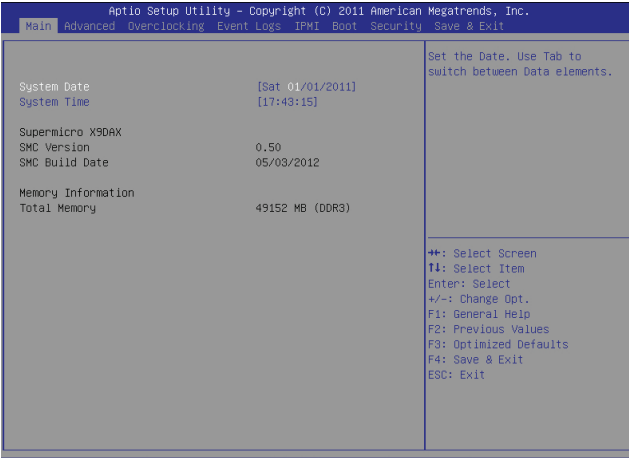 Aptio Setup Utility – Copyright (C) 2011 American Megatrends, Inc.
Main Advanced Overclocking Event Logs IPMI Boot Security Save & Exit
Set the Date. Use Tab to
switch between Data elements.
System Date [Sat 01/01/2011]
System Time [17:43:15]
Supermicro X9DAX
SMC Version 0.50
SMC Build Date 05/03/2012
Memory Information
Total Memory 49152 MB (DDR3)
→←: Select Screen
↑↓: Select Item
Enter: Select
+/-: Change Opt.
F1: General Help
F2: Previous Values
F3: Optimized Defaults
F4: Save & Exit
ESC: Exit